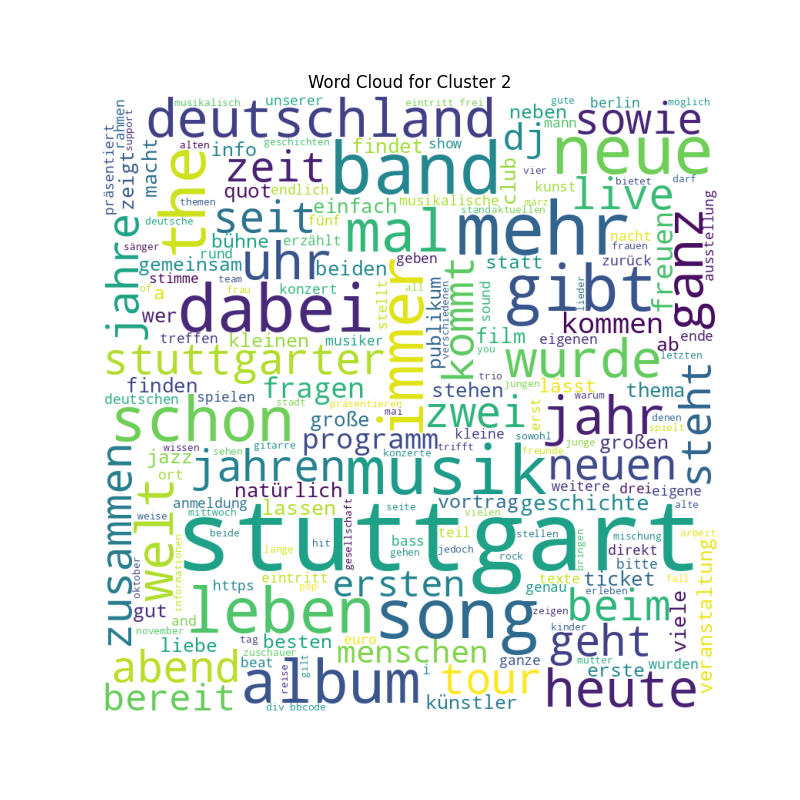 Word Cloud for Cluster 2
musikalisch
unserer
eintritt frei
gute
berlin
möglich
deutschland
neben
sowie
präsentiert
rahmen
support
zeigt
macht
alten
info
geschichten
findet
show
dj
mann
neue
the
zeit
band
vier
bietet
darf
quot
endlich
musikalische
club
kunst
live
themen
einfach
standaktuellen
märz
freuen
ganz
ausstellung
jahre
deutsche
seit
fünf
mal
mehr
nacht
frauen
sänger
bühne
erzählt
rund
gemeinsam
uhr
beiden
geben
statt
zurück
stimme
team
of
a
frau
konzert
all
stellt
immer
publikum
verschiedenen
kommt
sound
gibt
lieder
dabei
wer
kommen
treffen
kleinen
musiker
film
you
eigenen
ab
ende
letzten
stuttgarter
wurde
steht
finden
fragen
trio
jungen
stehen
lässt
warum
thema
deutschen
spielen
stadt
präsentieren
mai
zwei
erst
jahr
denen
spielt
schon
große
programm
kleine
sowohl
junge
großen
trifft
wissen
sehen
gitarre
konzerte
freunde
zusammen
jazz
ort
jahren
musik
neuen
weitere
drei
eigene
natürlich
welt
anmeldung
lassen
gesellschaft
seite
vortrag
geschichte
alte
weise
mittwoch
vielen
stuttgart
beide
lange
hit
teil
bass
gehen
jedoch
rock
stellen
bringen
mischung
direkt
bitte
arbeit
oktober
informationen
https
eintritt
pop
ersten
texte
genau
ticket
erleben
fall
veranstaltung
gut
november
and
leben
song
zeigen
beim
kinder
viele
liebe
tag
zuschauer
besten
euro
menschen
geht
beat
gilt
reise
i
ganze
mutter
erste
wurden
abend
album
tour
heute
bereit
div bbcode
künstler